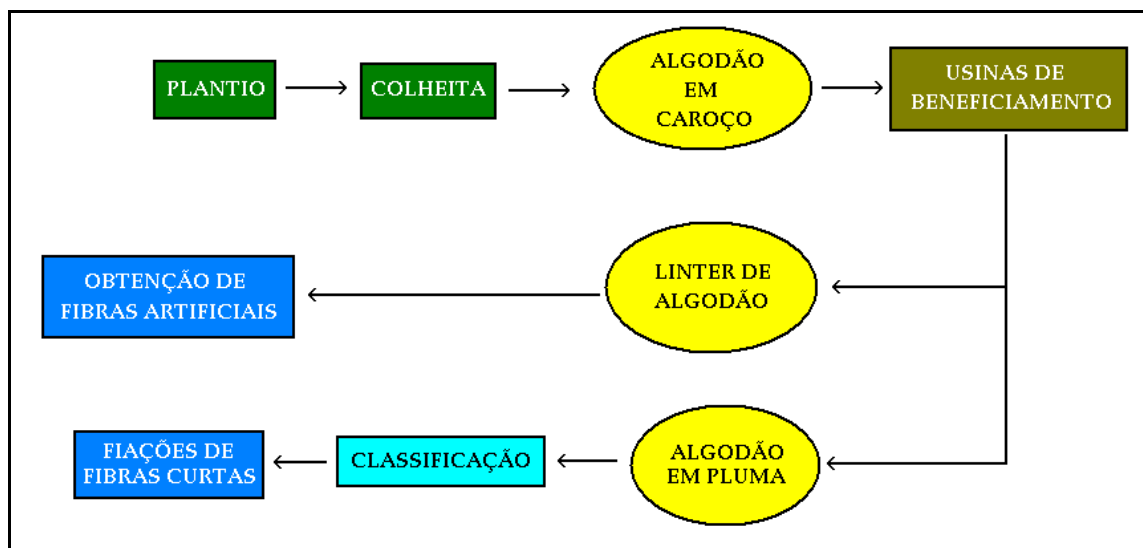 PLANTIO
COLHEITA
ALGODÃO
EM
CAROÇO
USINAS DE
BENEFICIAMENTO
OBTENÇÃO DE
FIBRAS ARTIFICIAIS
LINTER DE
ALGODÃO
FIAÇÕES DE
FIBRAS CURTAS
CLASSIFICAÇÃO
ALGODÃO
EM PLUMA